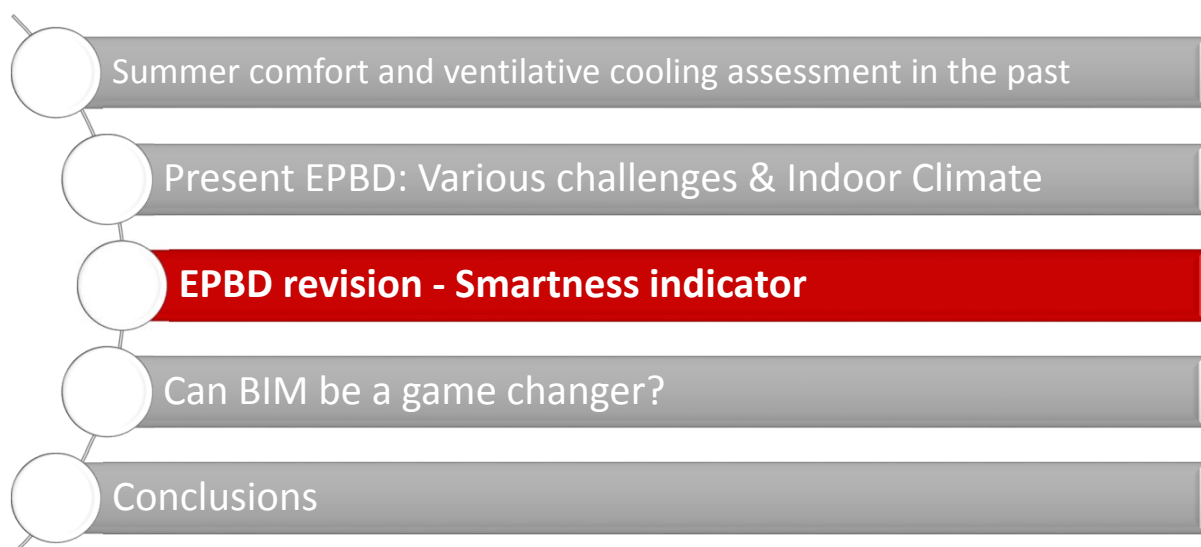 Summer comfort and ventilative cooling assessment in the past
Present EPBD: Various challenges & Indoor Climate
EPBD revision - Smartness indicator
Can BIM be a game changer?
Conclusions